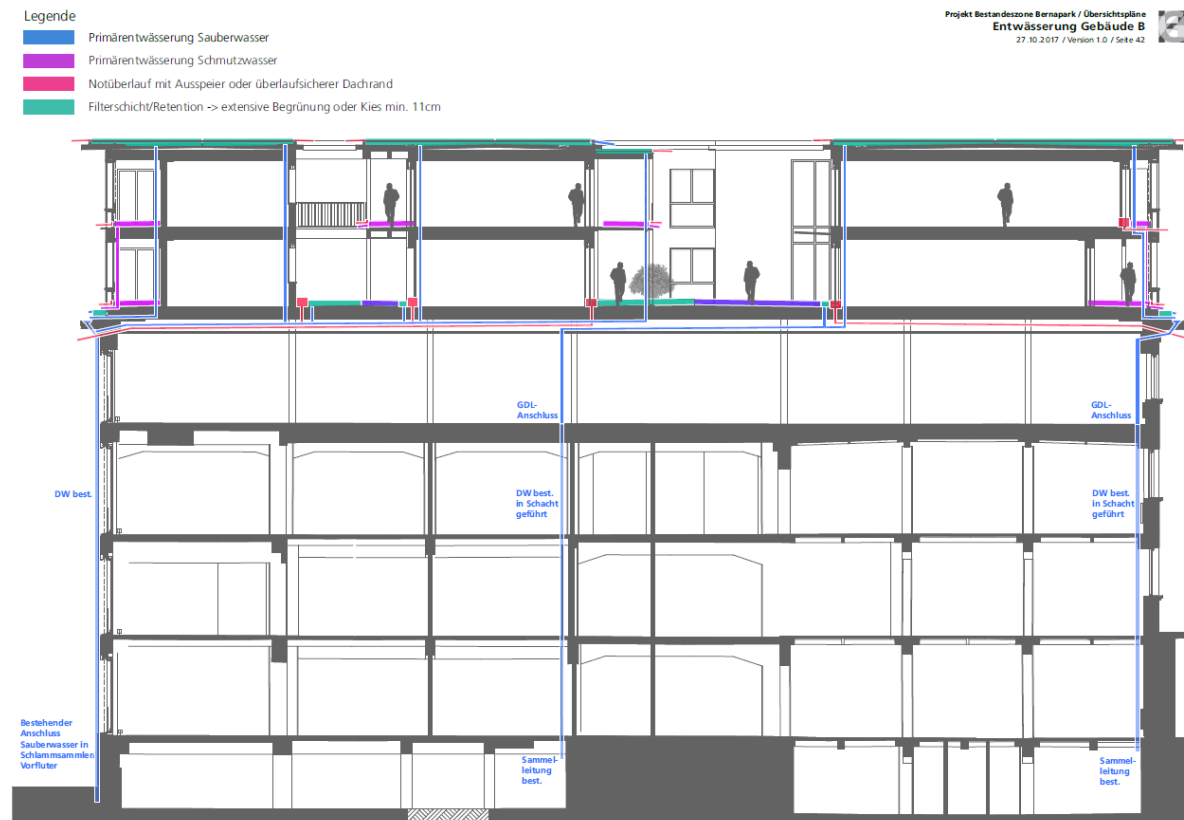 Legende
Primärentwässerung Sauberwasser
Primärentwässerung Schmutzwasser
Notüberlauf mit Ausspeier oder überlaufsicherer Dachrand
Filterschicht/Retention -> extensive Begrünung oder Kies min. 11cm
Projekt Bestandeszone Bernapark / Übersichtspläne
Entwässerung Gebäude B
27.10.2017 / Version 1.0 / Seite 42
GDL-
Anschluss
GDL-
Anschluss
DW best.
DW best.
in Schacht
geführt
DW best.
in Schacht
geführt
Bestehender
Anschluss
Sauberwasser in
Schlammsammlen
Vorfluter
Sammel-
leitung
best.
Sammel-
leitung
best.